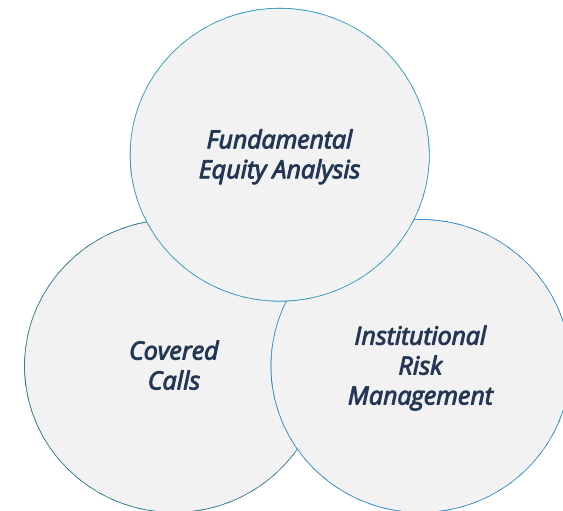 Fundamental
Equity Analysis
Covered
Calls
Institutional
Risk
Management